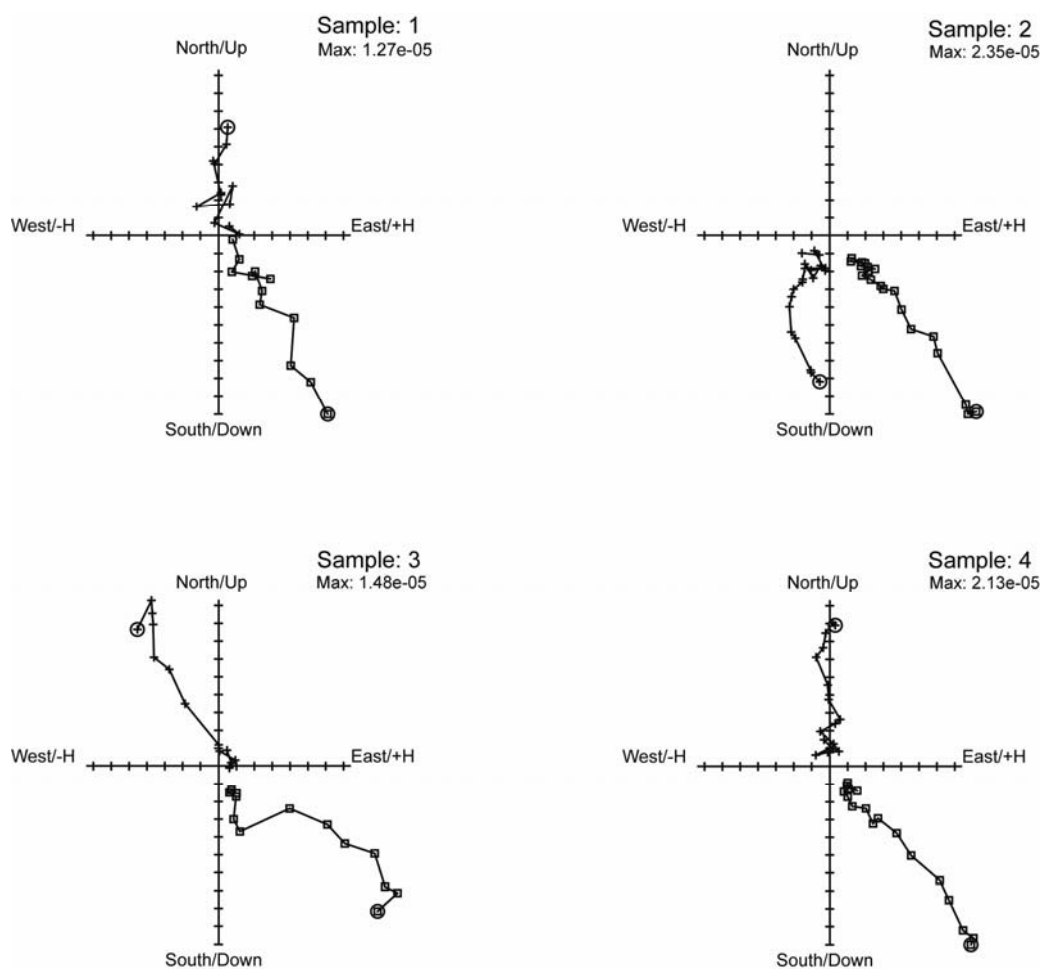 Sample: 1
Max: 1.27e-05
North/Up
West/-H
East/+H
South/Down
Sample: 2
Max: 2.35e-05
North/Up
West/-H
East/+H
South/Down
Sample: 3
Max: 1.48e-05
North/Up
West/-H
East/+H
South/Down
Sample: 4
Max: 2.13e-05
North/Up
West/-H
East/+H
South/Down